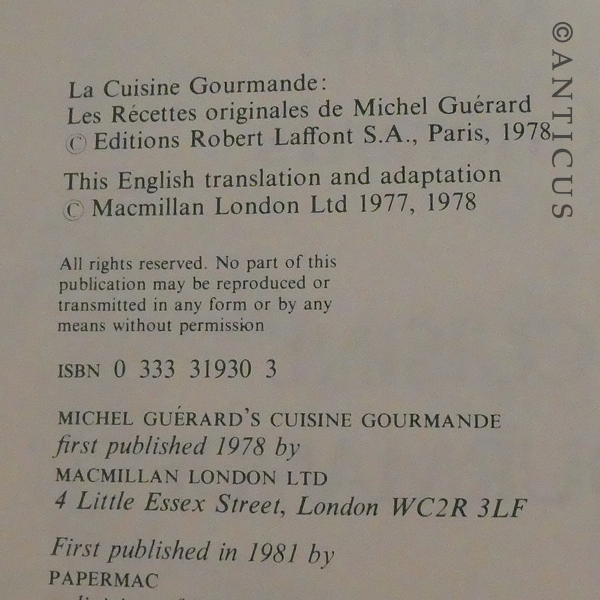 La Cuisine Gourmande:
Les Récettes originales de Michel Guérard
© Editions Robert Laffont S.A., Paris, 1978
This English translation and adaptation
© Macmillan London Ltd 1977, 1978
All rights reserved. No part of this
publication may be reproduced or
transmitted in any form or by any
means without permission
ISBN 0 333 31930 3
MICHEL GUÉRARD'S CUISINE GOURMANDE
first published 1978 by
MACMILLAN LONDON LTD
4 Little Essex Street, London WC2R 3LF
First published in 1981 by
PAPERMAC
©ANTICUS